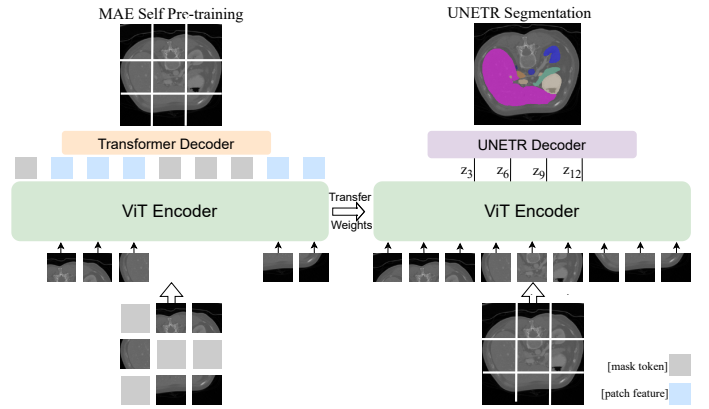 MAE Self Pre-training
UNETR Segmentation
Transformer Decoder
UNETR Decoder
z3
z6
z9
z12
ViT Encoder
Transfer
Weights
ViT Encoder
[mask token]
[patch feature]